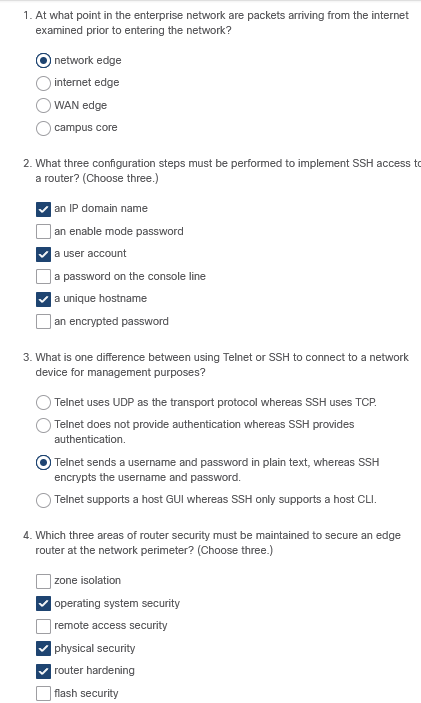 1. At what point in the enterprise network are packets arriving from the internet
examined prior to entering the network?
network edge
internet edge
WAN edge
campus core
2. What three configuration steps must be performed to implement SSH access to
a router? (Choose three.)
an IP domain name
an enable mode password
a user account
a password on the console line
a unique hostname
an encrypted password
3. What is one difference between using Telnet or SSH to connect to a network
device for management purposes?
Telnet uses UDP as the transport protocol whereas SSH uses TCP.
Telnet does not provide authentication whereas SSH provides
authentication.
Telnet sends a username and password in plain text, whereas SSH
encrypts the username and password.
Telnet supports a host GUI whereas SSH only supports a host CLI.
4. Which three areas of router security must be maintained to secure an edge
router at the network perimeter? (Choose three.)
zone isolation
operating system security
remote access security
physical security
router hardening
flash security